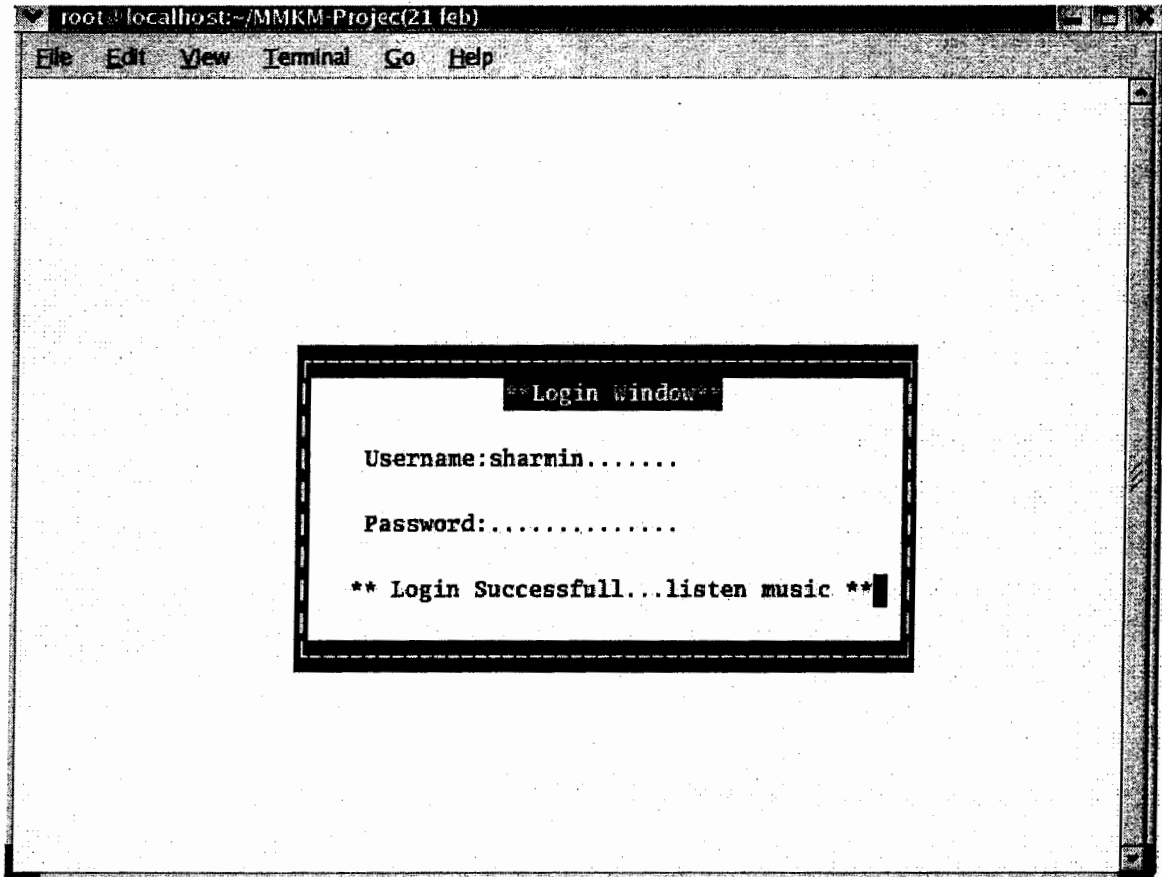 root@localhost:~/MMKM-Projec(21 feb)
File Edit View Terminal Go Help
**Login Window**
Username:sharmin.......
Password:..............
** Login Successfull...listen music **